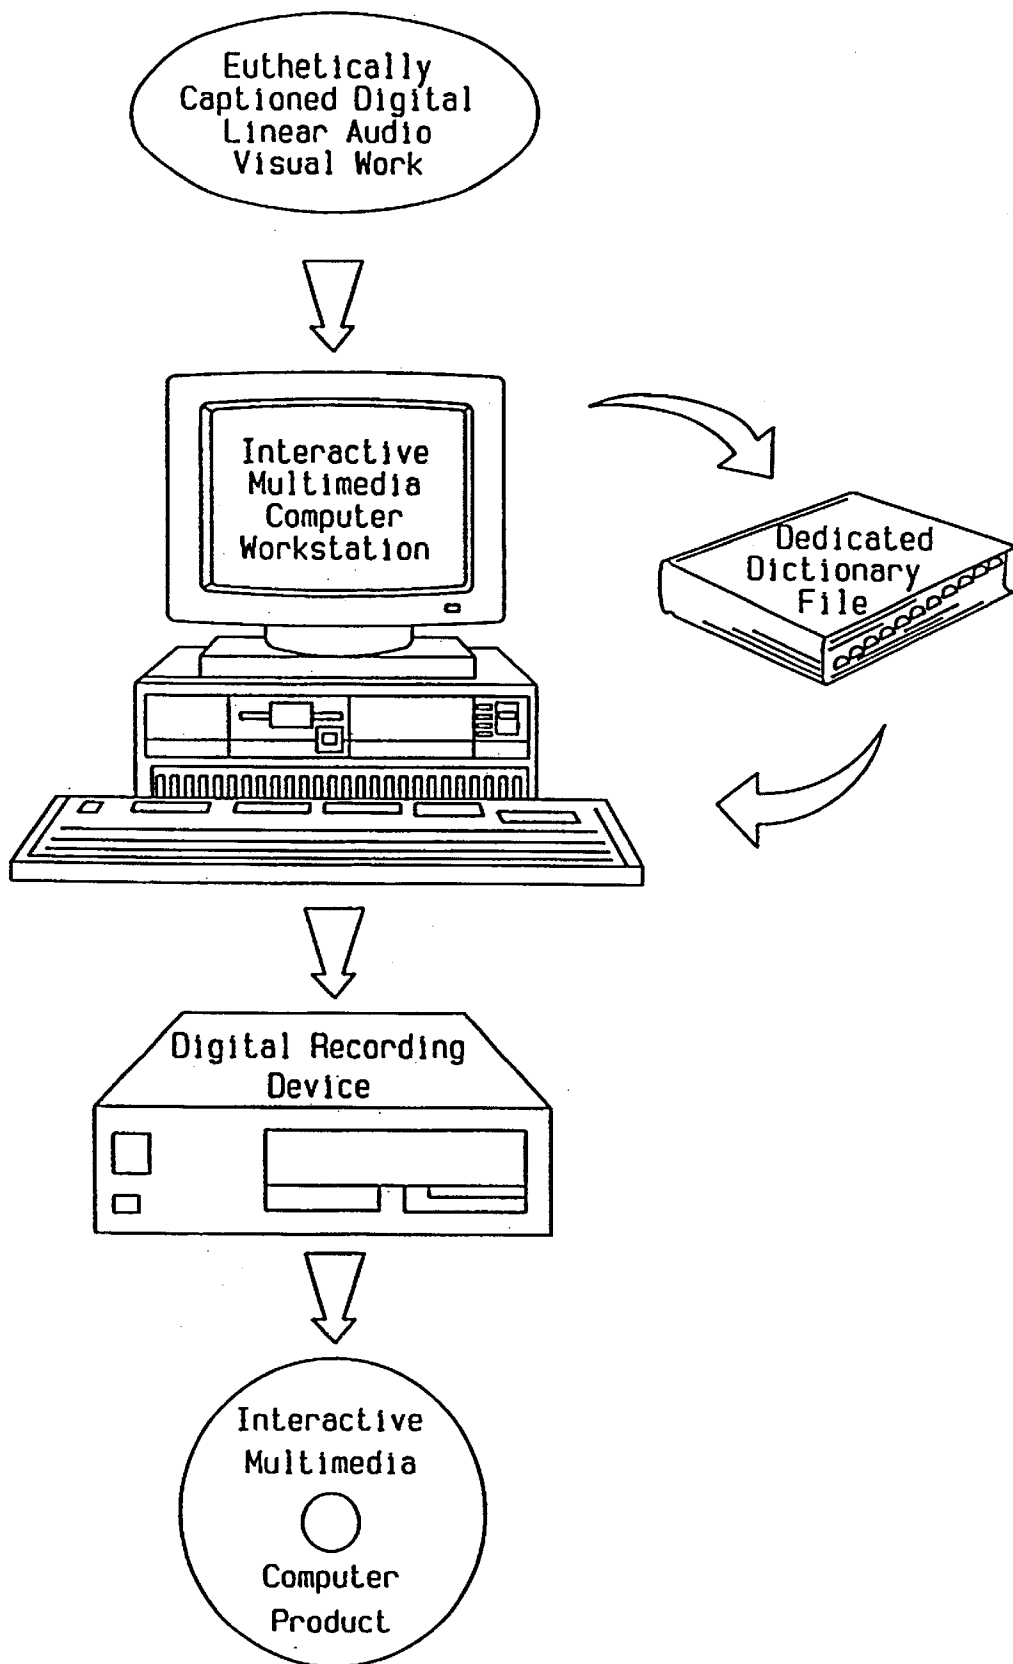 Euthetically
Captioned Digital
Linear Audio
Visual Work
Interactive
Multimedia
Computer
Workstation
Dedicated
Dictionary
File
Digital Recording
Device
Interactive
Multimedia
Computer
Product